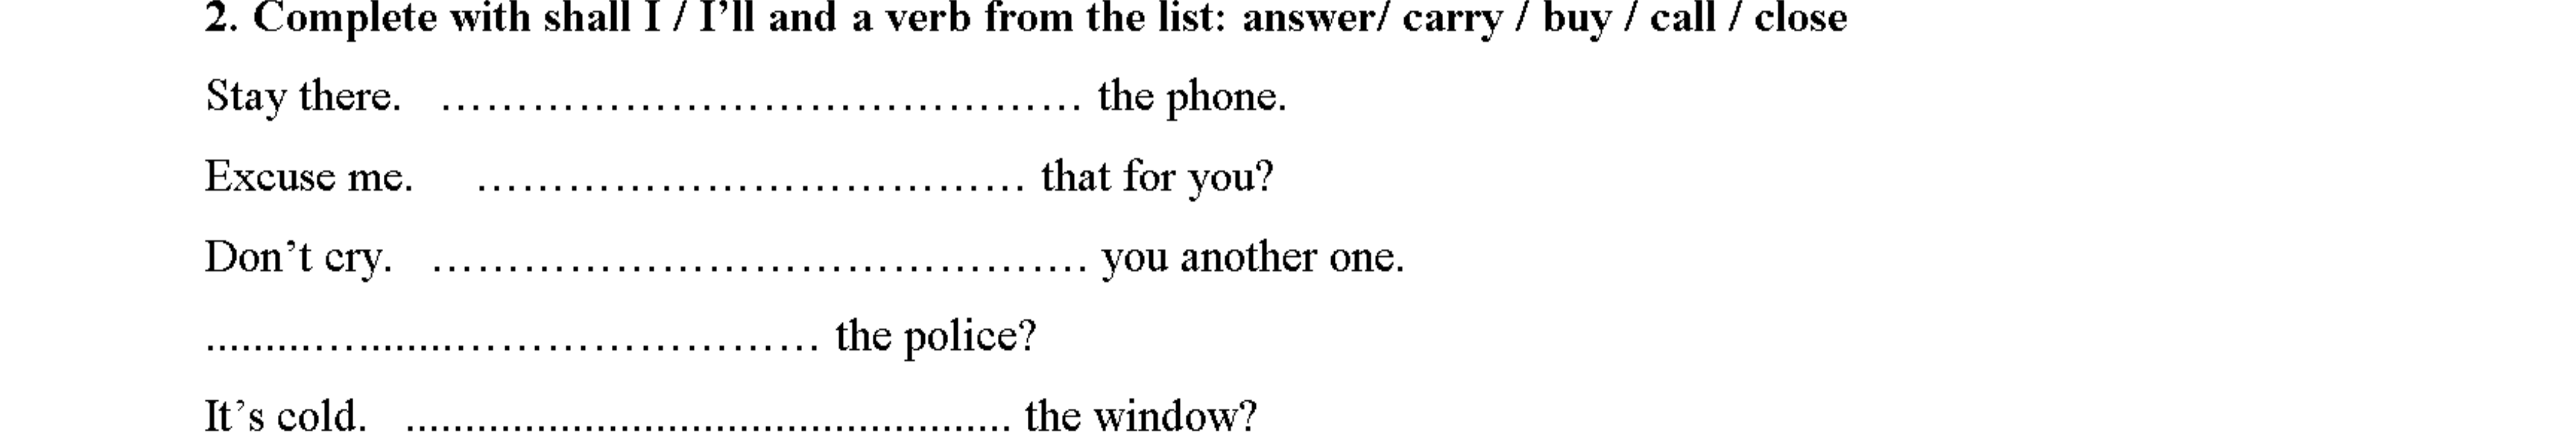 2. Complete with shall I / I’ll and a verb from the list: answer/ carry / buy / call / close
Stay there. ………………………………… the phone.
Excuse me. …………………………… that for you?
Don’t cry. ………………………………… you another one.
..........…........…………………… the police?
It’s cold. .................................................. the window?